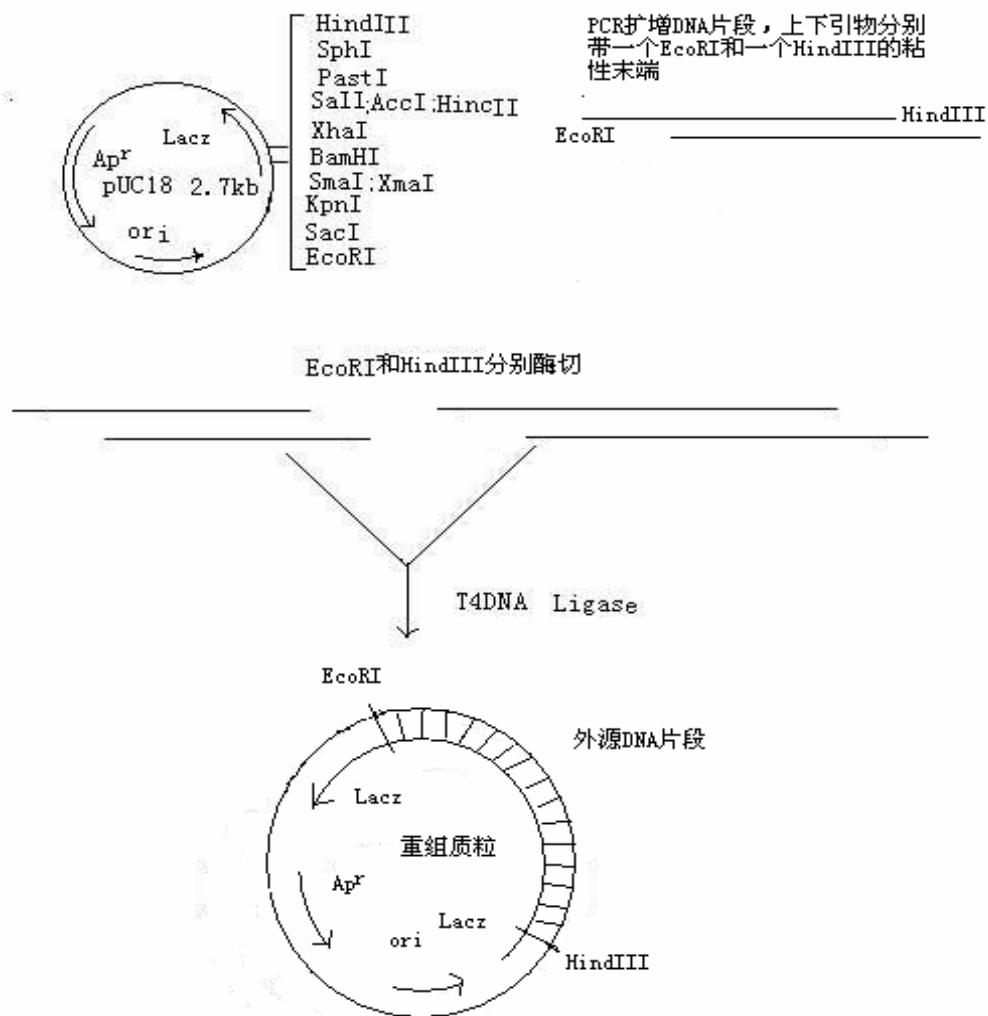 HindIII
SphI
PastI
SalI;AccI;HincII
XhaI
BamHI
SmaI;XmaI
KpnI
SacI
EcoRI
Lacz
Apr
pUC18 2.7kb
ori
PCR扩增DNA片段，上下引物分别
带一个EcoRI和一个HindIII的粘
性末端
HindIII
EcoRI
EcoRI和HindIII分别酶切
T4DNA Ligase
EcoRI
外源DNA片段
Lacz
重组质粒
Apr
Lacz
ori
HindIII